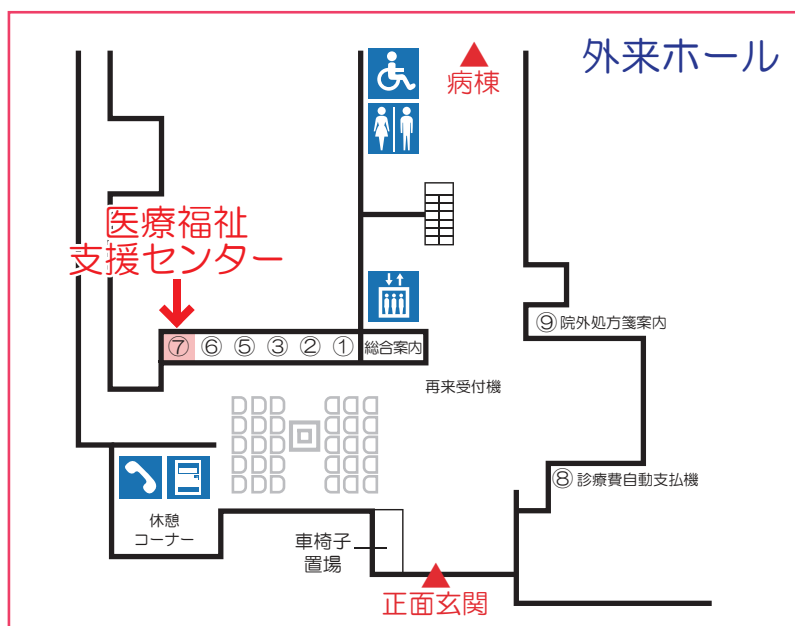 外来ホール
病棟
医療福祉
支援センター
⑦ ⑥ ⑤ ③ ② ① 総合案内
⑨ 院外処方箋案内
再来受付機
⑧ 診療費自動支払機
休憩
コーナー
車椅子
置場
正面玄関